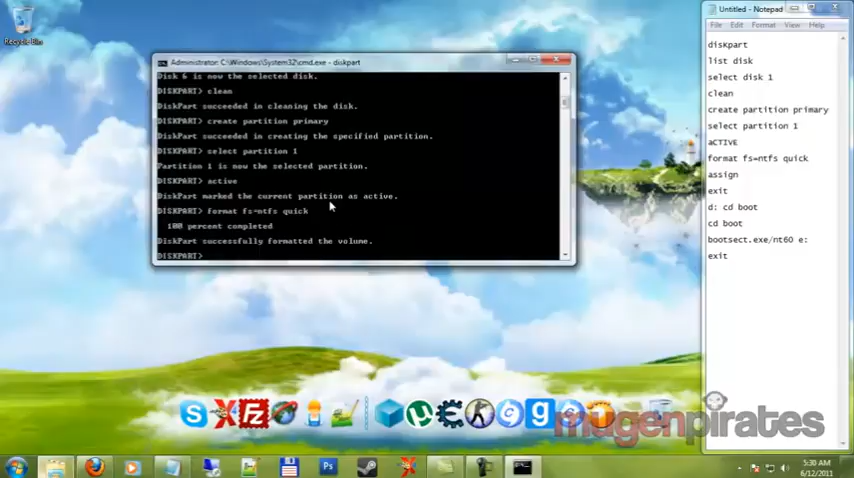 Recycle Bin
Administrator: C:\Windows\System32\cmd.exe - diskpart
Disk 6 is now the selected disk.
DISKPART> clean
DiskPart succeeded in cleaning the disk.
DISKPART> create partition primary
DiskPart succeeded in creating the specified partition.
DISKPART> select partition 1
Partition 1 is now the selected partition.
DISKPART> active
DiskPart marked the current partition as active.
DISKPART> format fs=ntfs quick
100 percent completed
DiskPart successfully formatted the volume.
DISKPART>
Untitled - Notepad
File Edit Format View Help
diskpart
list disk
select disk 1
clean
create partition primary
select partition 1
aCTIVE
format fs=ntfs quick
assign
exit
d: cd boot
cd boot
bootsect.exe/nt60 e:
exit
mugenpirates
5:30 AM
6/12/2011